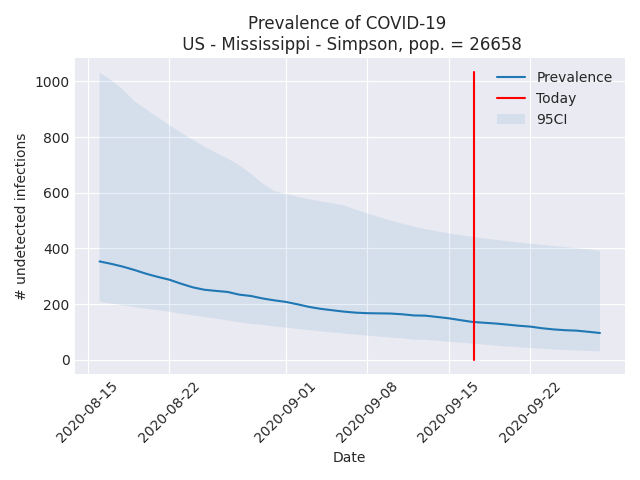 Prevalence of COVID-19
US - Mississippi - Simpson, pop. = 26658
Prevalence
Today
95CI
# undetected infections
1000
800
600
400
200
0
2020-08-15
2020-08-22
2020-09-01
2020-09-08
2020-09-15
2020-09-22
Date